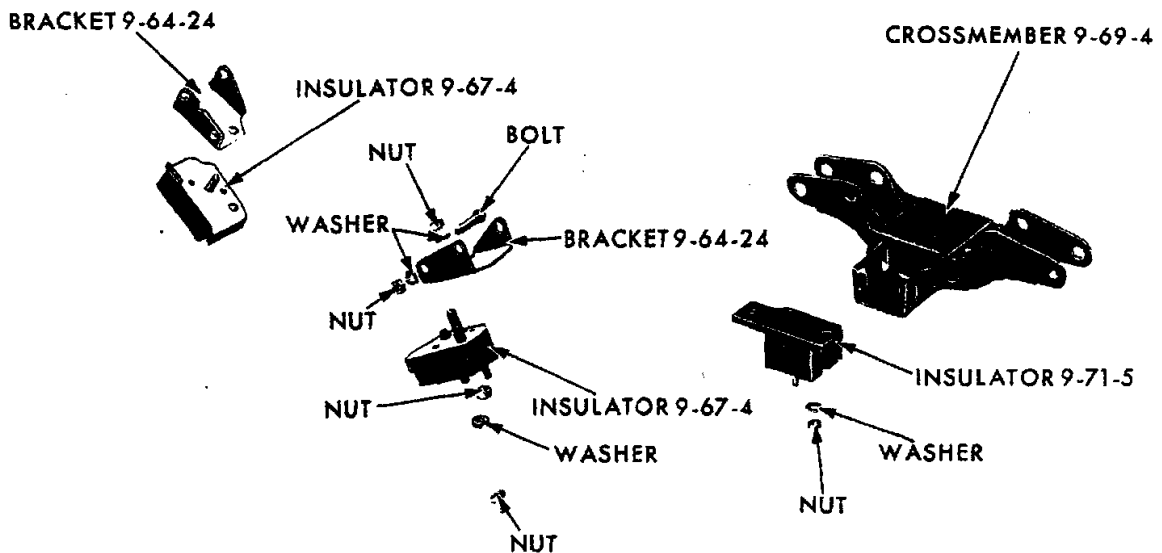 BRACKET 9-64-24
CROSSMEMBER 9-69-4
INSULATOR 9-67-4
BOLT
NUT
WASHER
BRACKET 9-64-24
NUT
INSULATOR 9-71-5
NUT
INSULATOR 9-67-4
WASHER
WASHER
NUT
NUT